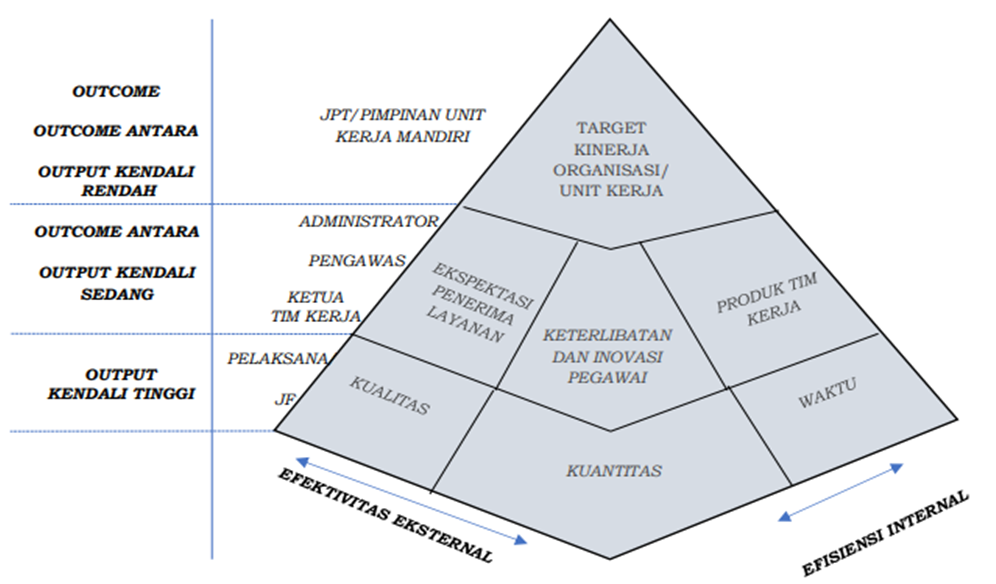 OUTCOME
OUTCOME ANTARA
OUTPUT KENDALI
RENDAH
JPT/PIMPINAN UNIT
KERJA MANDIRI
TARGET
KINERJA
ORGANISASI/
UNIT KERJA
OUTCOME ANTARA
OUTPUT KENDALI
SEDANG
ADMINISTRATOR
PENGAWAS
KETUA
TIM KERJA
EKSPEKTASI
PENERIMA
LAYANAN
KETERLIBATAN
DAN INOVASI
PEGAWAI
PRODUK TIM
KERJA
OUTPUT
KENDALI TINGGI
PELAKSANA
JF
KUALITAS
KUANTITAS
WAKTU
EFEKTIVITAS EKSTERNAL
EFISIENSI INTERNAL